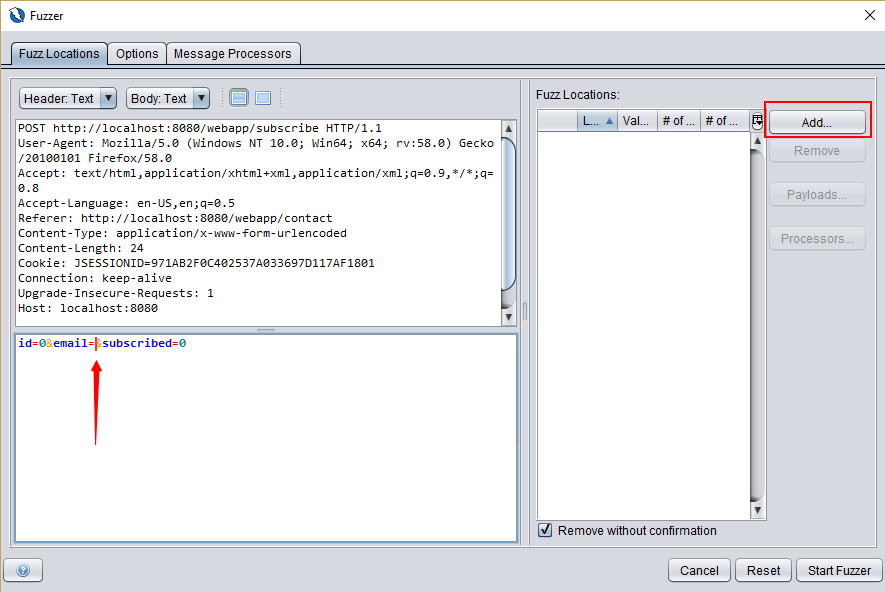 Fuzzer
Fuzz Locations Options Message Processors
Header: Text Body: Text
POST http://localhost:8080/webapp/subscribe HTTP/1.1
User-Agent: Mozilla/5.0 (Windows NT 10.0; Win64; x64; rv:58.0) Gecko
/20100101 Firefox/58.0
Accept: text/html,application/xhtml+xml,application/xml;q=0.9,*/*;q=
0.8
Accept-Language: en-US,en;q=0.5
Referer: http://localhost:8080/webapp/contact
Content-Type: application/x-www-form-urlencoded
Content-Length: 24
Cookie: JSESSIONID=971AB2F0C402537A033697D117AF1801
Connection: keep-alive
Upgrade-Insecure-Requests: 1
Host: localhost:8080
id=0&email=&subscribed=0
Fuzz Locations:
L... Val... # of ... # of ...
Add...
Remove
Payloads...
Processors...
Remove without confirmation
?
Cancel Reset Start Fuzzer